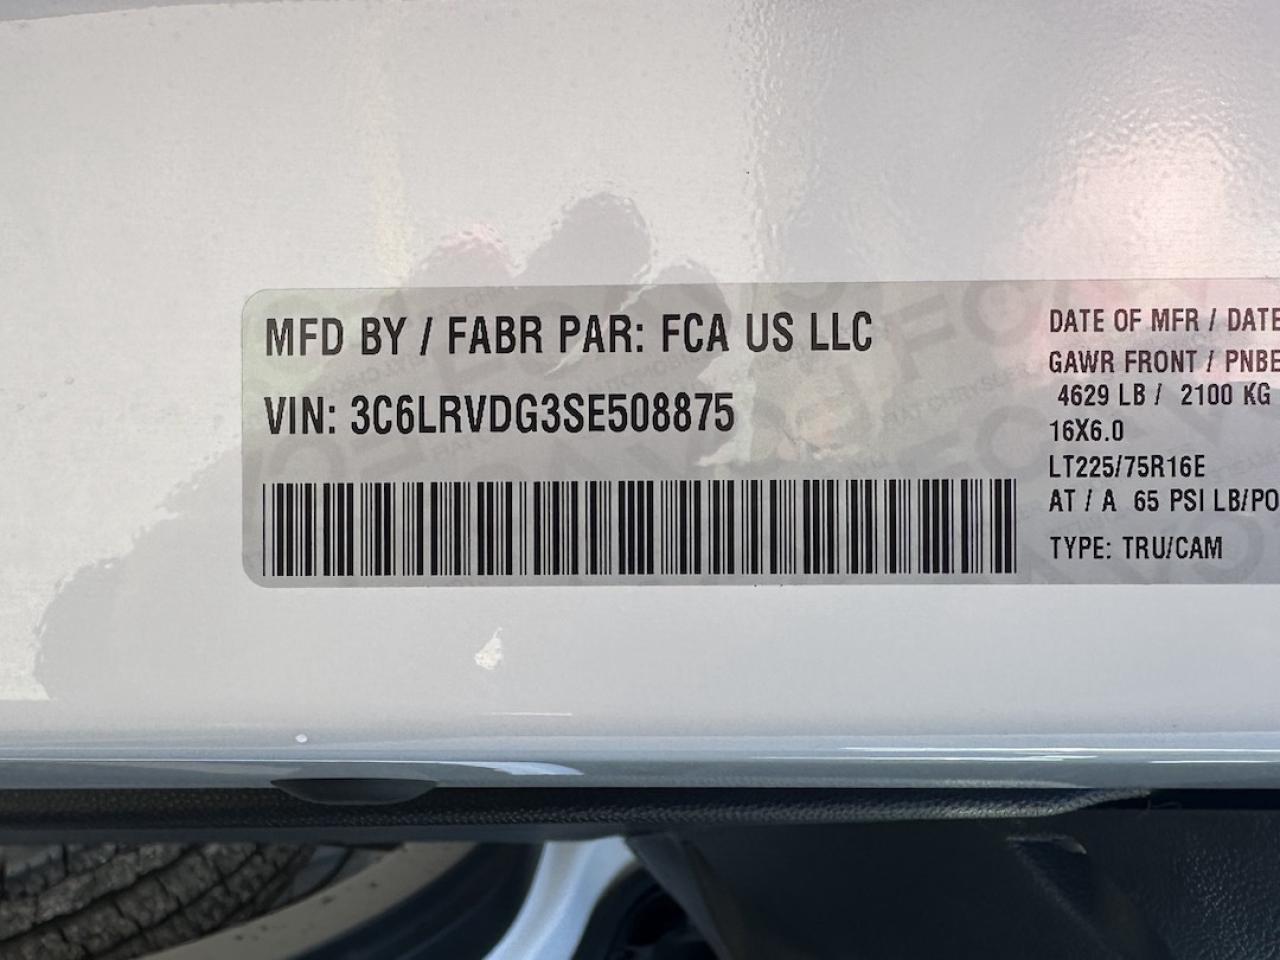 MFD BY / FABR PAR: FCA US LLC
VIN: 3C6LRVDG3SE508875
DATE OF MFR / DATE
GAWR FRONT / PNBE
4629 LB / 2100 KG
16X6.0
LT225/75R16E
AT / A 65 PSI LB/PO
TYPE: TRU/CAM